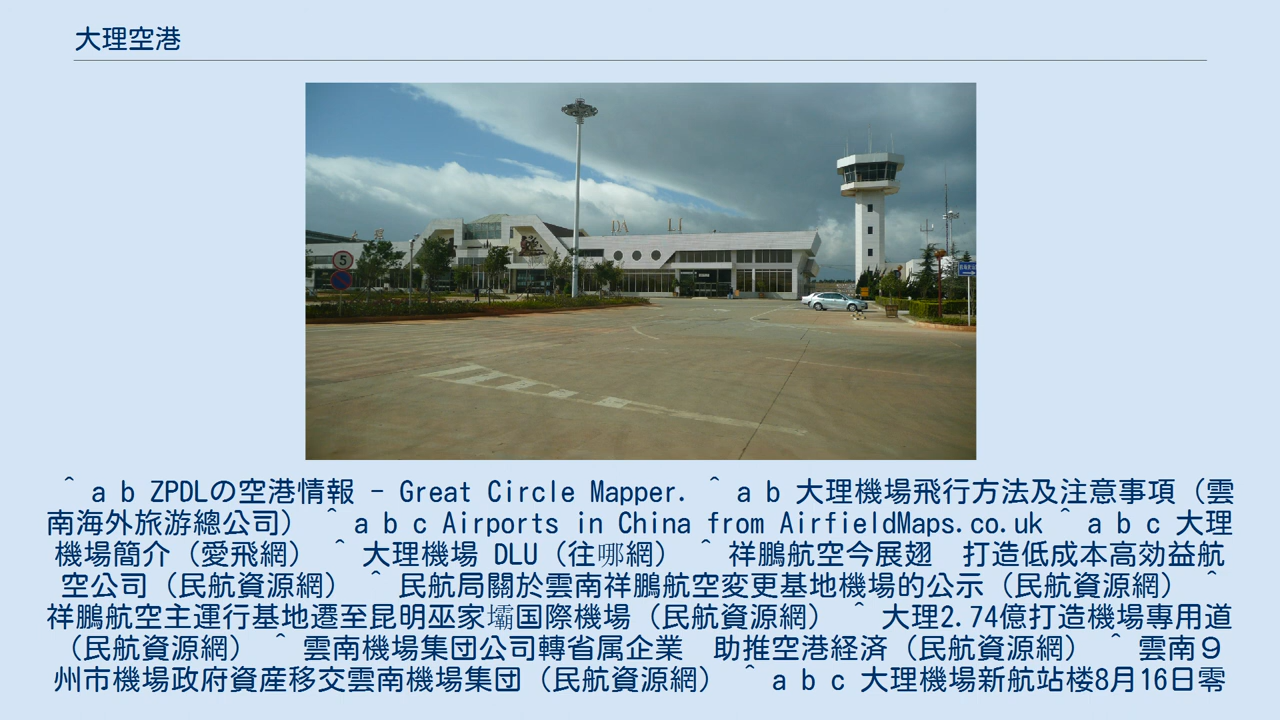 大理空港
DA LI
5
^ a b ZPDLの空港情報 - Great Circle Mapper. ^ a b 大理機場飛行方法及注意事項（雲
南海外旅游總公司） ^ a b c Airports in China from AirfieldMaps.co.uk ^ a b c 大理
機場簡介（愛飛網） ^ 大理機場 DLU（往哪網） ^ 祥鵬航空今展翅　打造低成本高効益航
空公司（民航資源網） ^ 民航局關於雲南祥鵬航空変更基地機場的公示（民航資源網） ^
祥鵬航空主運行基地遷至昆明巫家壩国際機場（民航資源網） ^ 大理2.74億打造機場專用道
（民航資源網） ^ 雲南機場集団公司轉省属企業　助推空港経済（民航資源網） ^ 雲南９
州市機場政府資産移交雲南機場集団（民航資源網） ^ a b c 大理機場新航站楼8月16日零